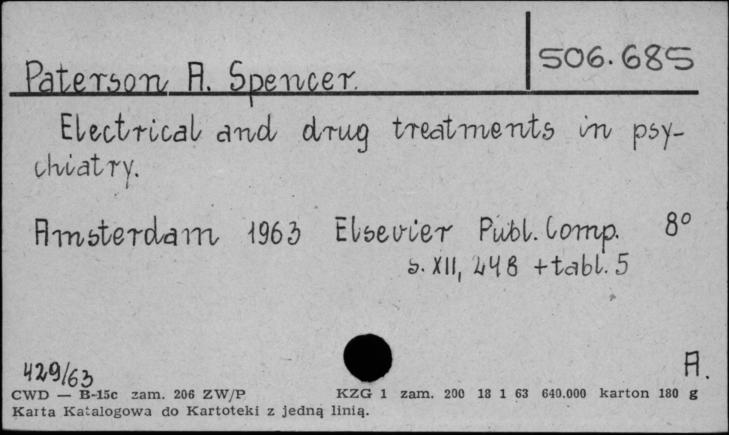 506.685
Paterson A. Spencer.
Electrical and drug treatments in psy-
chiatry.
Amsterdam 1963 Elsevier Publ. Comp. 8°
s. XII, 248 + tabl. 5
429/63
A.
CWD — B-15c zam. 206 ZW/P KZG 1 zam. 200 18 1 63 640.000 karton 180 g
Karta Katalogowa do Kartoteki z jedną linią.